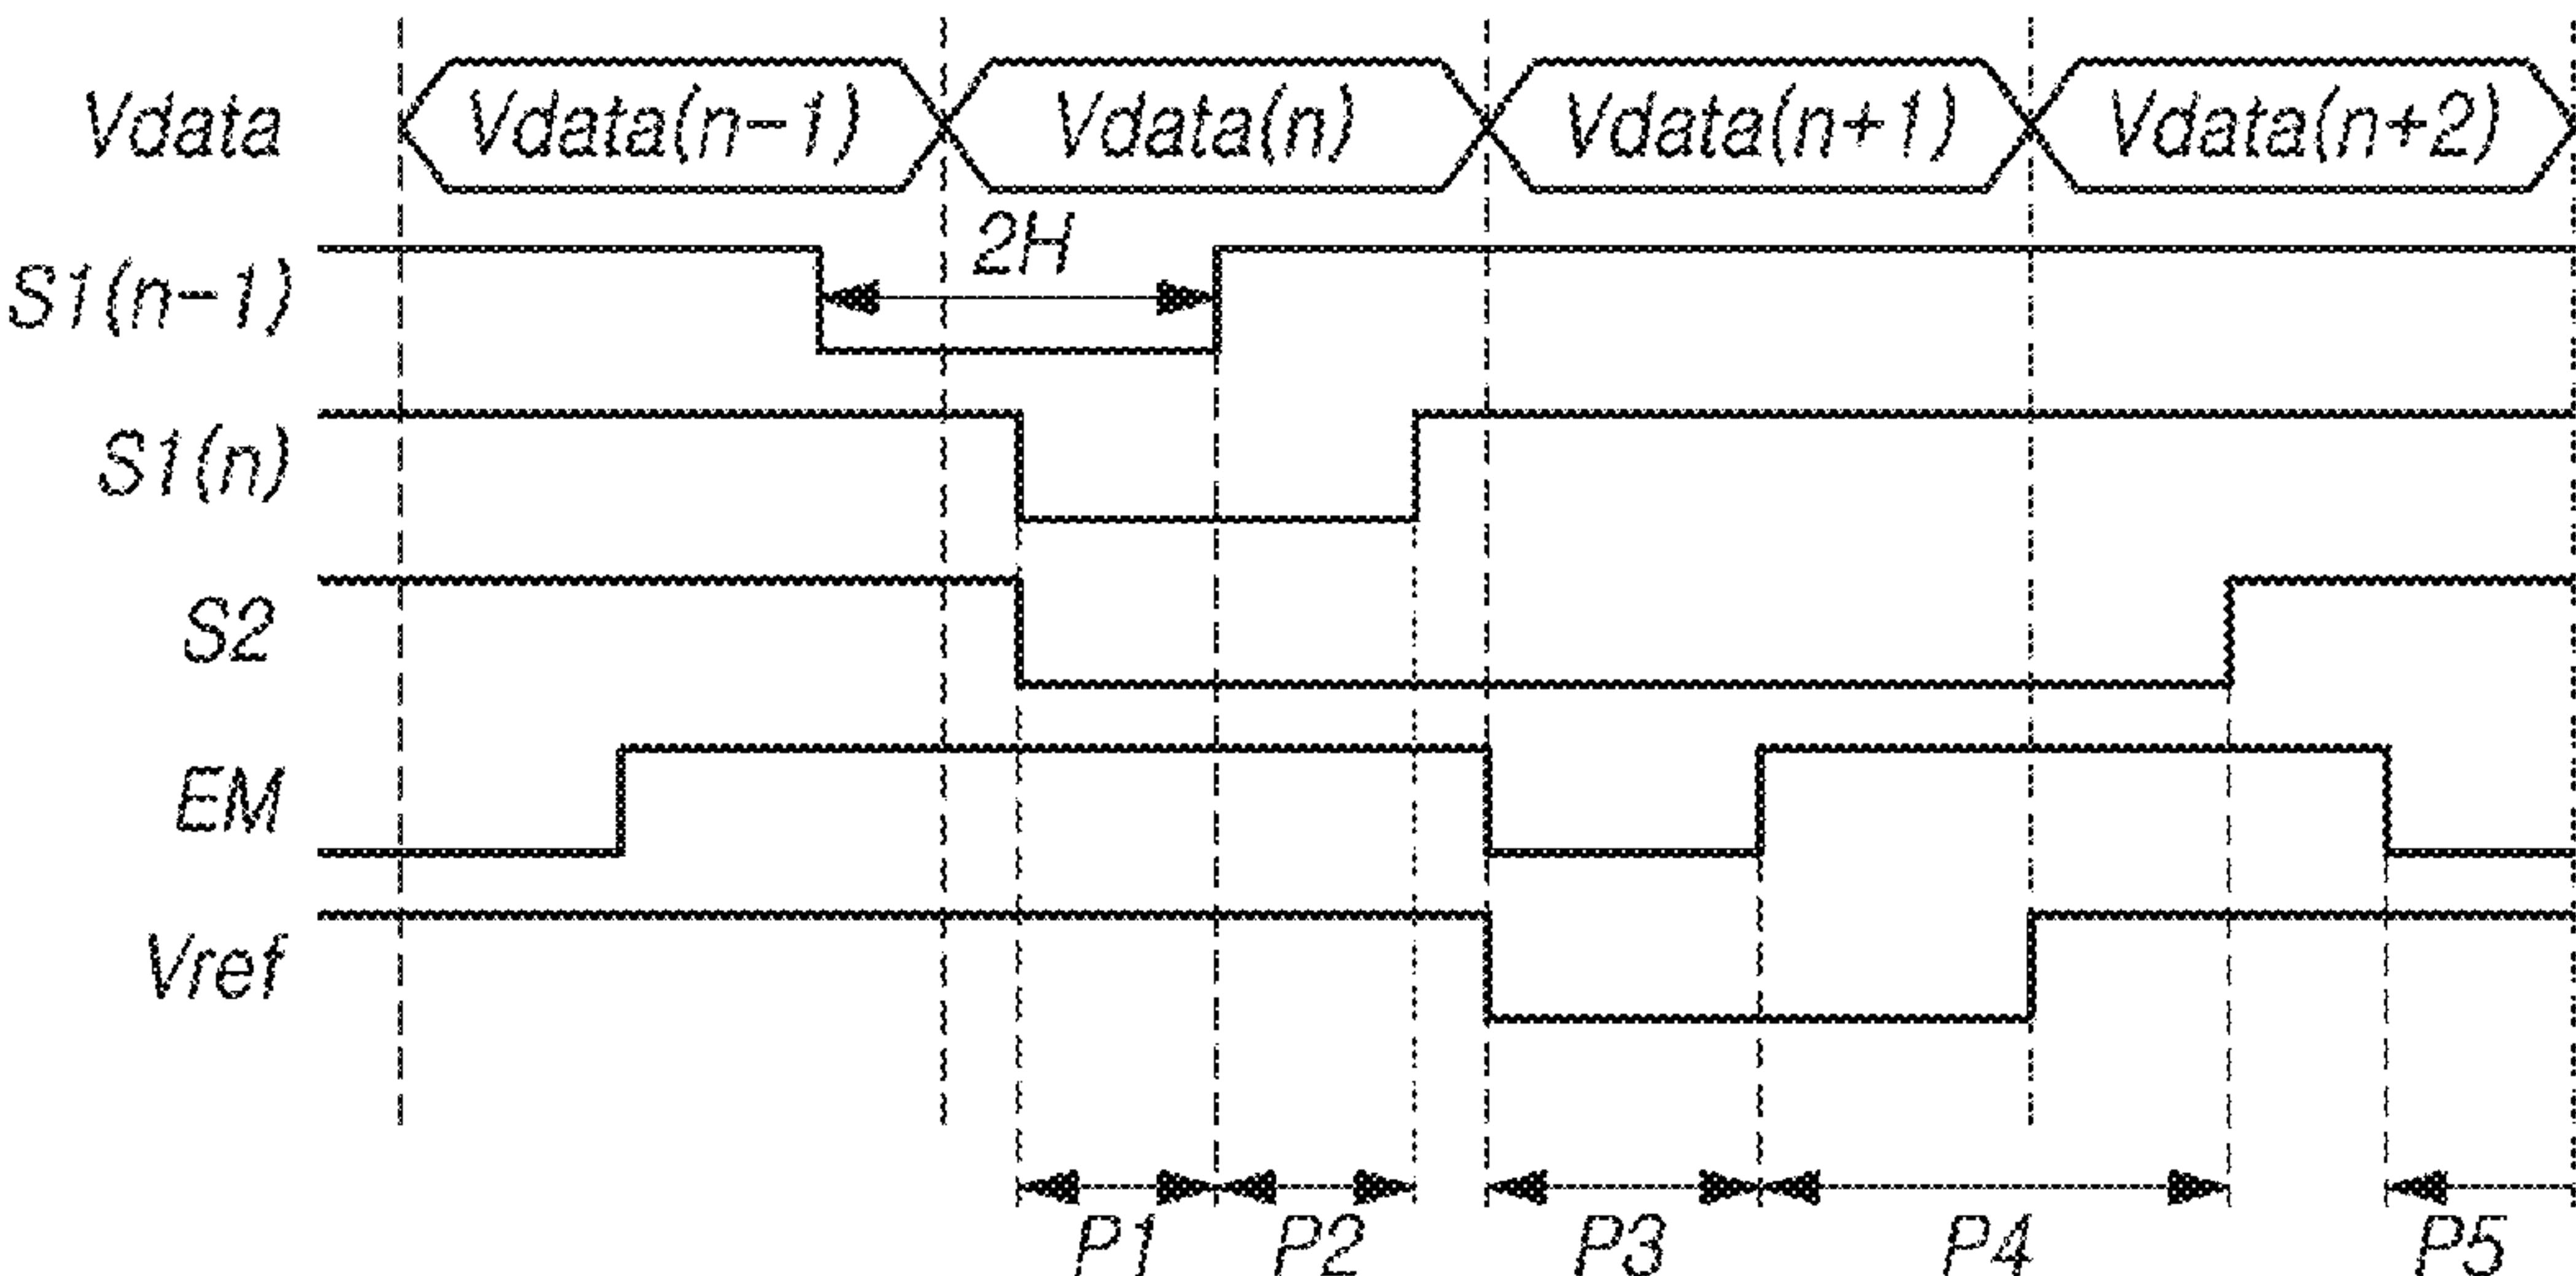 Vdata Vdata(n-1) Vdata(n) Vdata(n+1) Vdata(n+2)
2H
S1(n-1)
S1(n)
S2
EM
Vref
P1 P2 P3 P4 P5